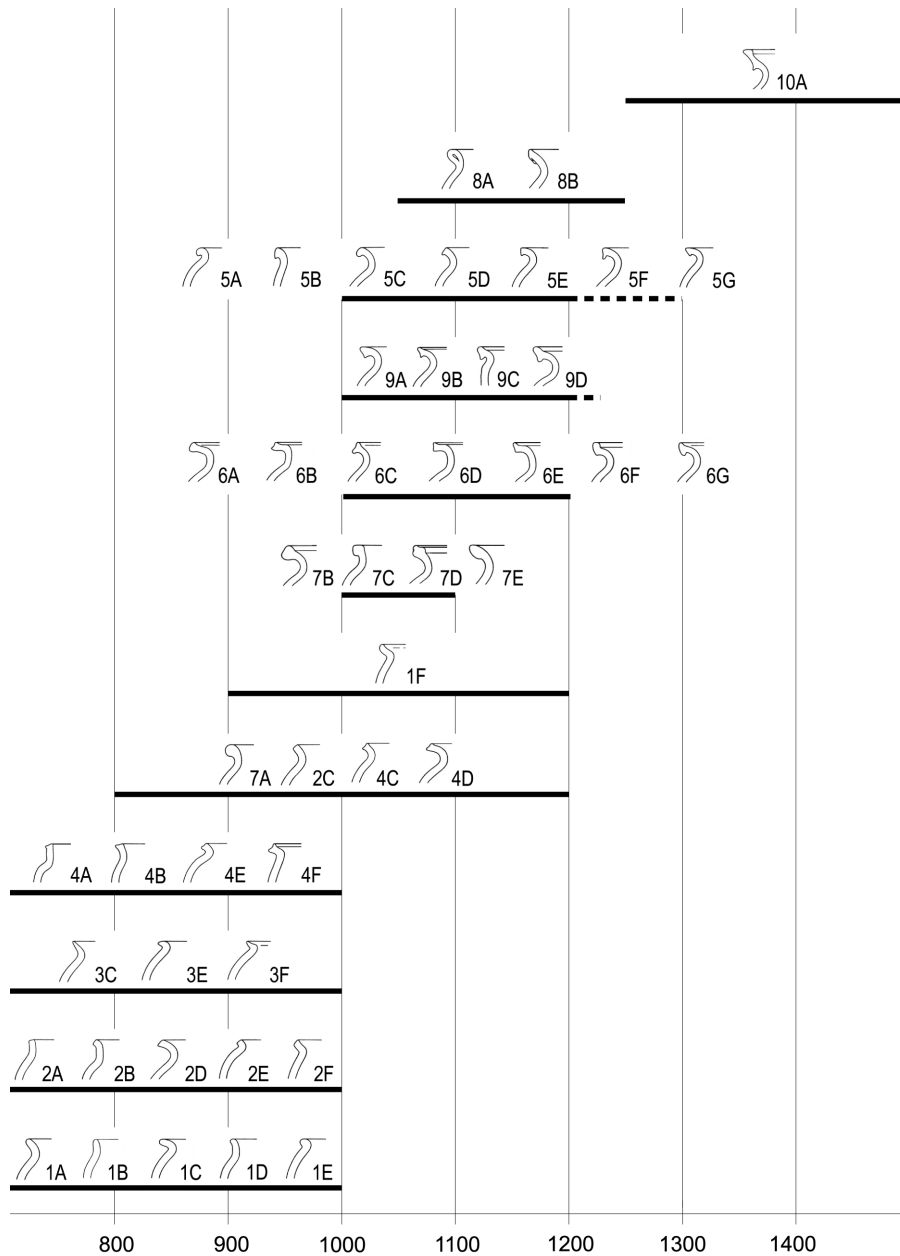 10A
8A 8B
5A 5B 5C 5D 5E 5F 5G
9A 9B 9C 9D
6A 6B 6C 6D 6E 6F 6G
7B 7C 7D 7E
1F
7A 2C 4C 4D
4A 4B 4E 4F
3C 3E 3F
2A 2B 2D 2E 2F
1A 1B 1C 1D 1E
800 900 1000 1100 1200 1300 1400